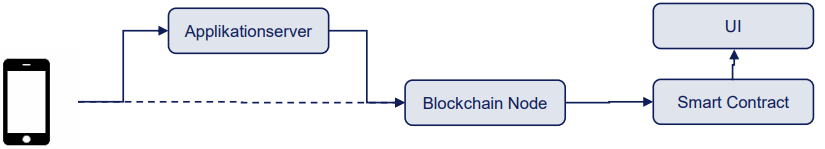 Applikationserver
UI
Blockchain Node
Smart Contract